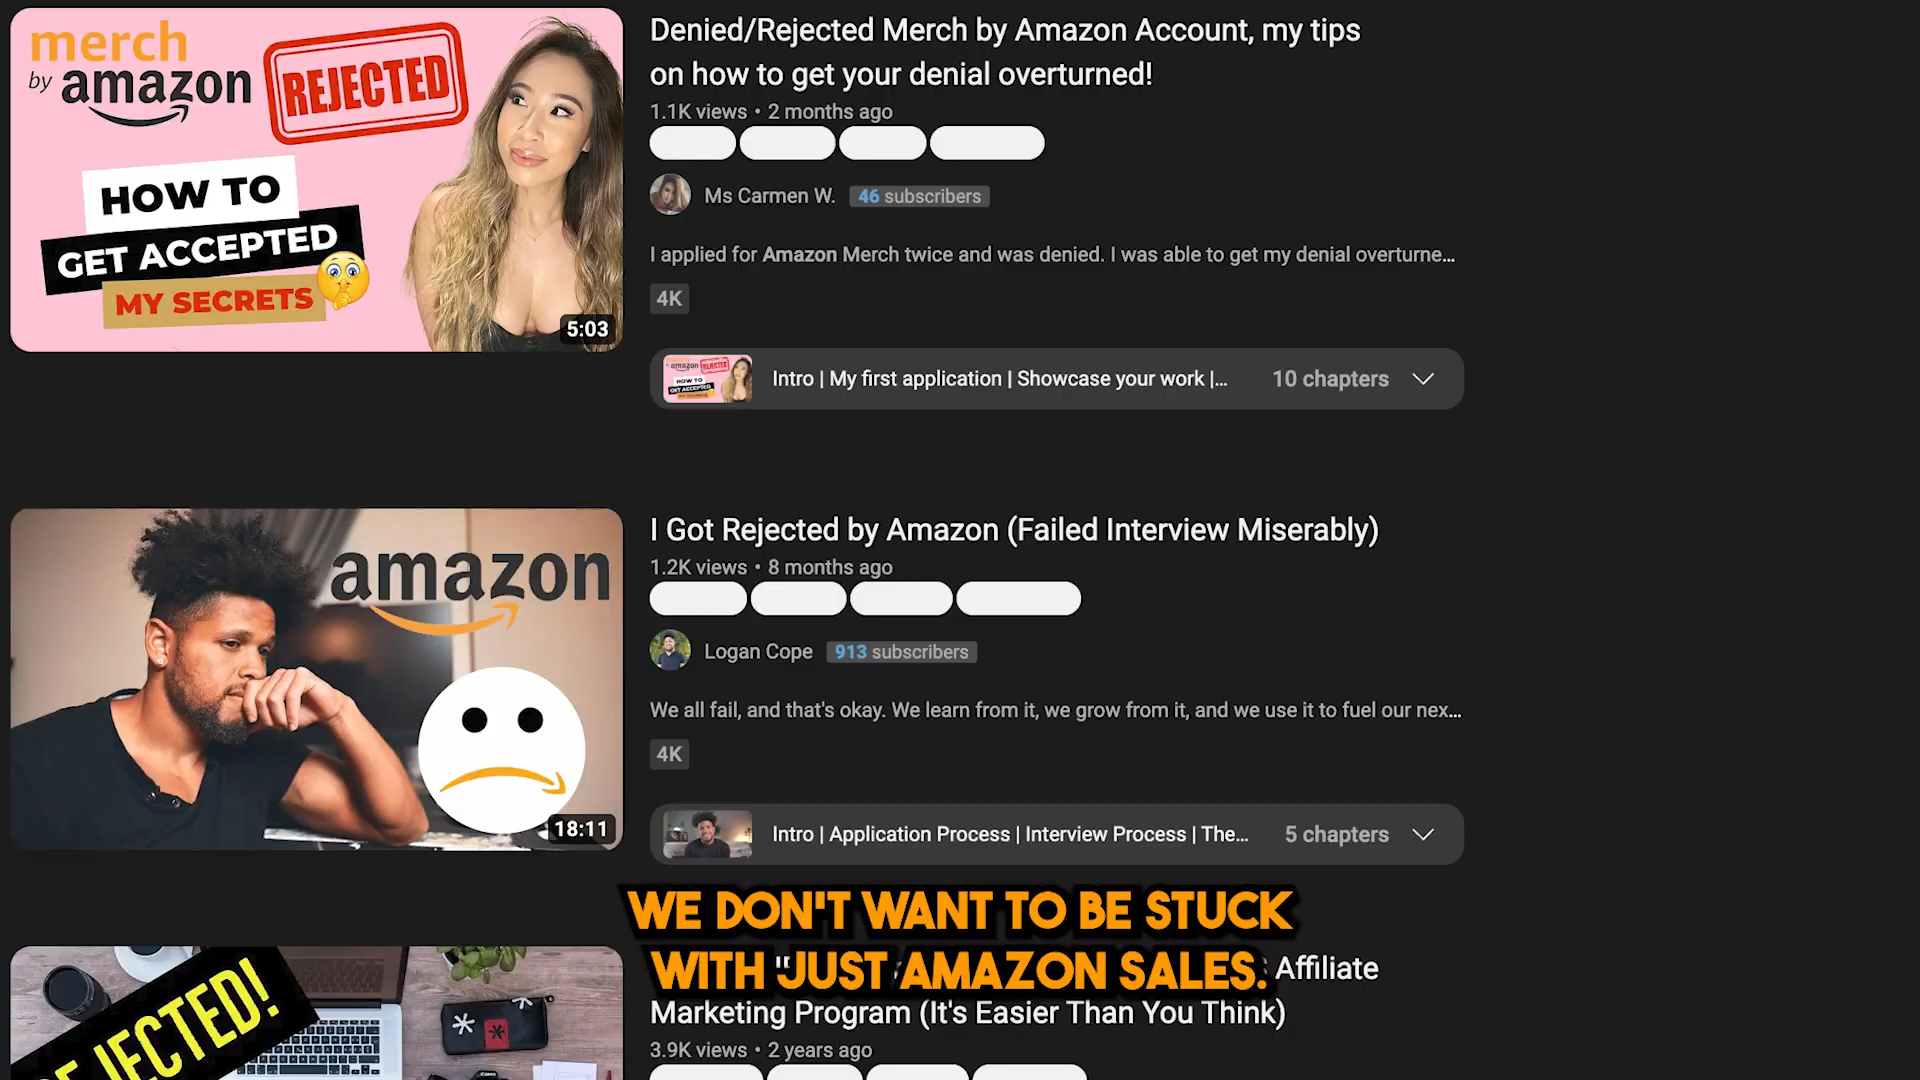 merch
by amazon
REJECTED
HOW TO
GET ACCEPTED
MY SECRETS
5:03
Denied/Rejected Merch by Amazon Account, my tips
on how to get your denial overturned!
1.1K views • 2 months ago
Ms Carmen W. 46 subscribers
I applied for Amazon Merch twice and was denied. I was able to get my denial overturne...
4K
Intro | My first application | Showcase your work |... 10 chapters
amazon
18:11
I Got Rejected by Amazon (Failed Interview Miserably)
1.2K views • 8 months ago
Logan Cope 913 subscribers
We all fail, and that's okay. We learn from it, we grow from it, and we use it to fuel our nex...
4K
Intro | Application Process | Interview Process | The... 5 chapters
WE DON'T WANT TO BE STUCK
WITH JUST AMAZON SALES.
Affiliate
Marketing Program (It's Easier Than You Think)
3.9K views • 2 years ago